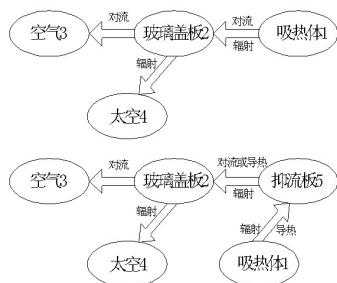 对流 对流
空气3 玻璃盖板2 吸热体1
辐射 辐射
太空4
对流 对流或导热
空气3 玻璃盖板2 抑流板5
辐射 辐射
辐射 导热
太空4 吸热体1